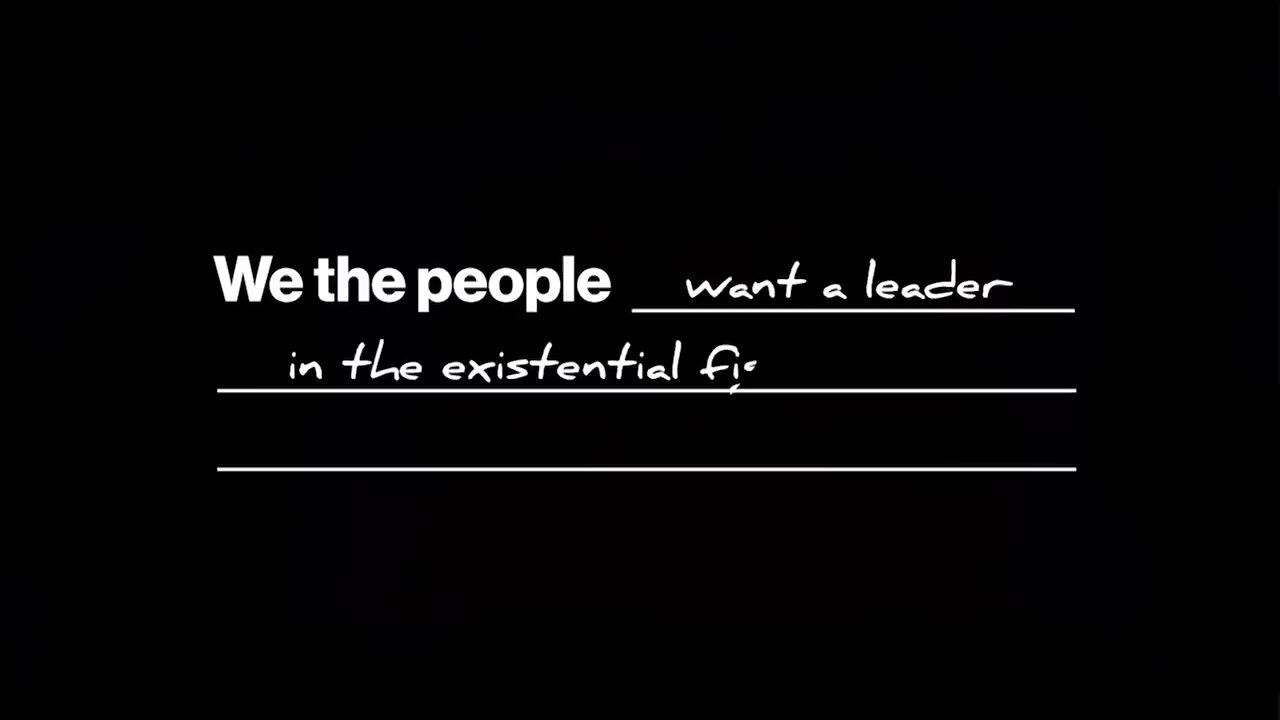 We the people want a leader
in the existential